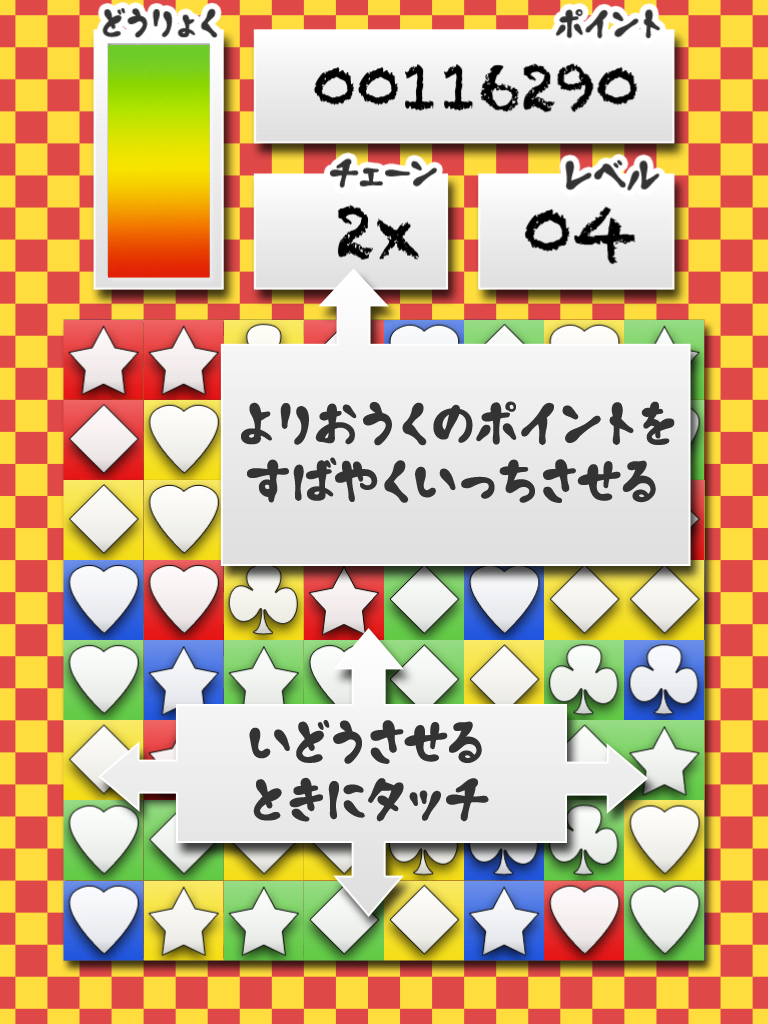 どうりょく
ポイント
00116290
チェーン
レベル
2x
04
よりおうくのポイントを
すばやくいっちさせる
いどうさせる
ときにタッチ